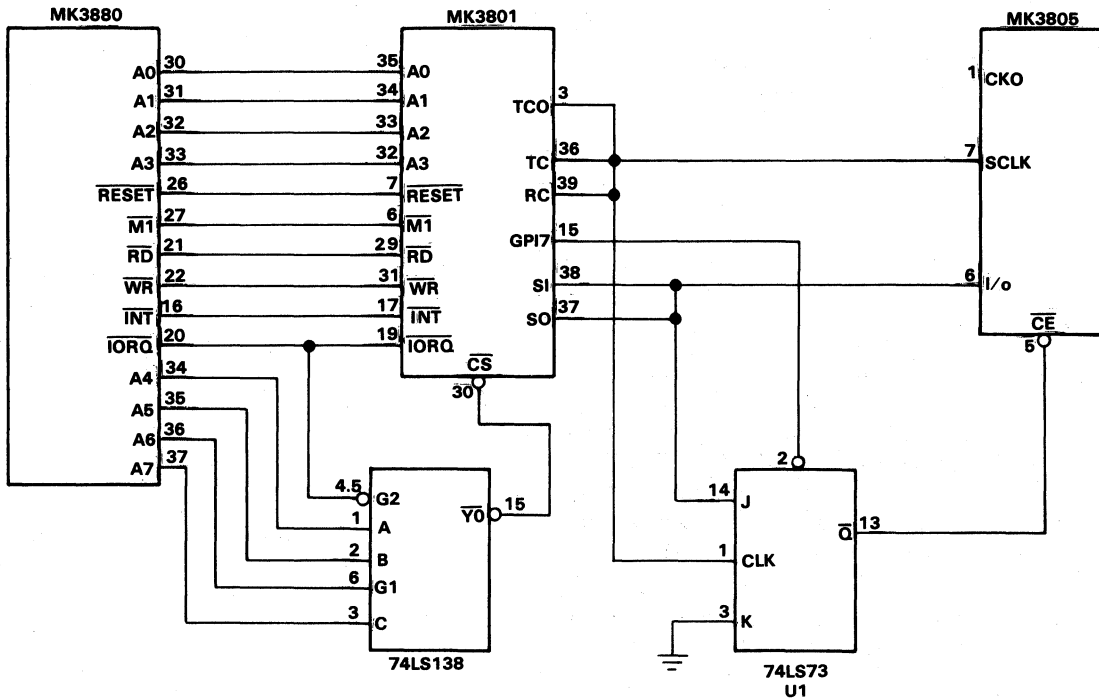 MK3880
MK3801
MK3805
A0 30 35 A0
A1 31 34 A1
A2 32 33 A2
A3 33 32 A3
RESET 26 7 RESET
M1 27 6 M1
RD 21 29 RD
WR 22 31 WR
INT 16 17 INT
IORQ 20 19 IORQ
A4 34
A5 35
A6 36
A7 37
TCO 3
TC 36
RC 39
GPI7 15
SI 38
SO 37
CS
30
1 CKO
7 SCLK
6 I/o
CE
5
4.5 G2
1 A
2 B
6 G1
3 C
Y0 15
74LS138
2
14 J
1 CLK
3 K
Q 13
74LS73
U1